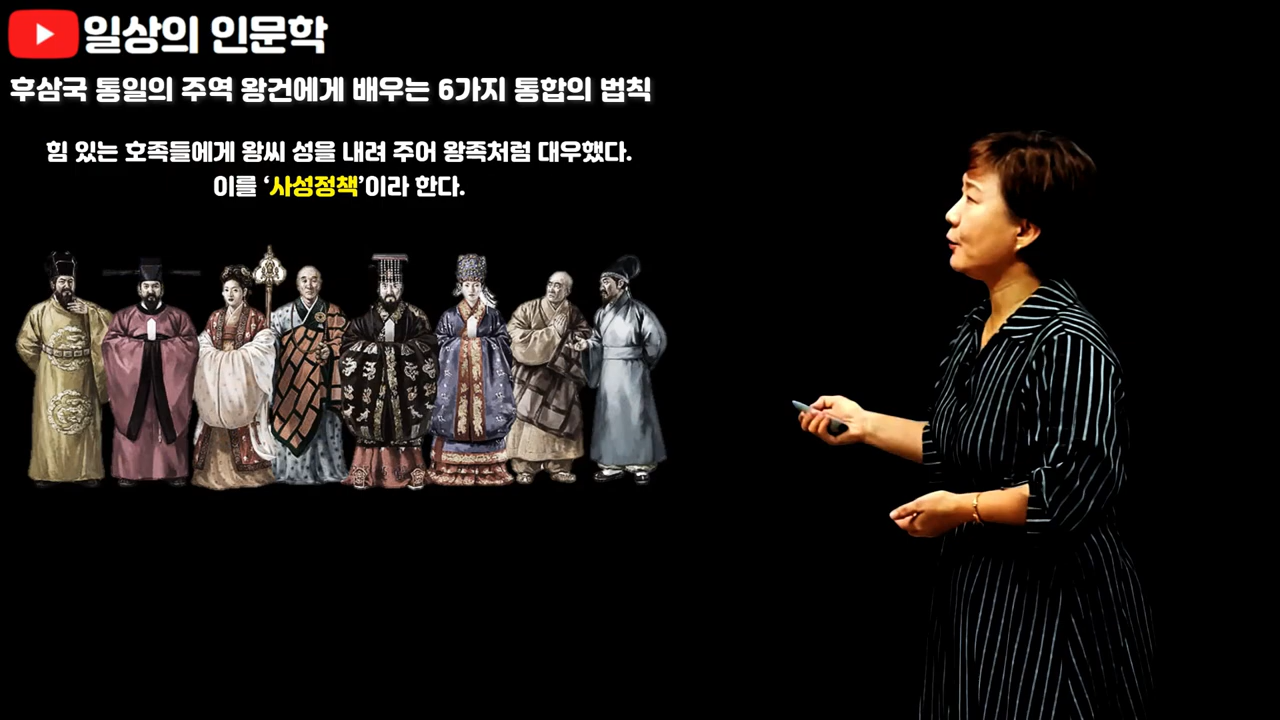 일상의 인문학
후삼국 통일의 주역 왕건에게 배우는 6가지 통합의 법칙
힘 있는 호족들에게 왕씨 성을 내려 주어 왕족처럼 대우했다.
이를 ‘사성정책’이라 한다.